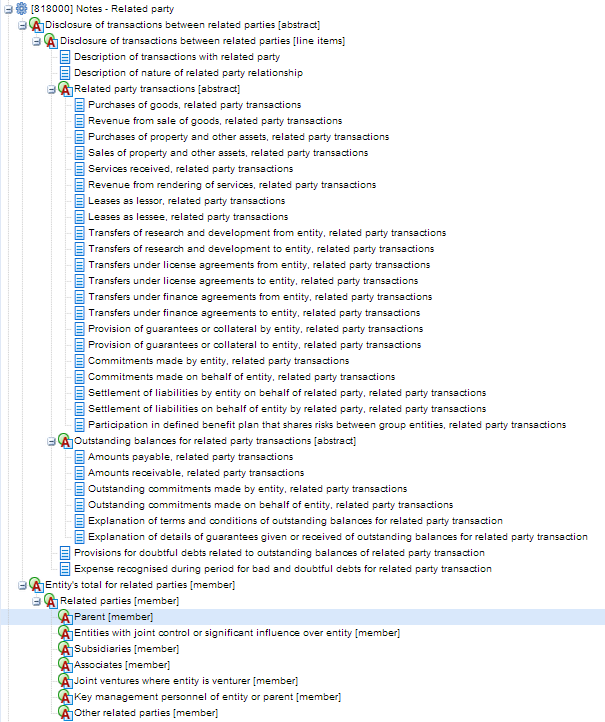 [818000] Notes - Related party
Disclosure of transactions between related parties [abstract]
Disclosure of transactions between related parties [line items]
Description of transactions with related party
Description of nature of related party relationship
Related party transactions [abstract]
Purchases of goods, related party transactions
Revenue from sale of goods, related party transactions
Purchases of property and other assets, related party transactions
Sales of property and other assets, related party transactions
Services received, related party transactions
Revenue from rendering of services, related party transactions
Leases as lessor, related party transactions
Leases as lessee, related party transactions
Transfers of research and development from entity, related party transactions
Transfers of research and development to entity, related party transactions
Transfers under license agreements from entity, related party transactions
Transfers under license agreements to entity, related party transactions
Transfers under finance agreements from entity, related party transactions
Transfers under finance agreements to entity, related party transactions
Provision of guarantees or collateral by entity, related party transactions
Provision of guarantees or collateral to entity, related party transactions
Commitments made by entity, related party transactions
Commitments made on behalf of entity, related party transactions
Settlement of liabilities by entity on behalf of related party, related party transactions
Settlement of liabilities on behalf of entity by related party, related party transactions
Participation in defined benefit plan that shares risks between group entities, related party transactions
Outstanding balances for related party transactions [abstract]
Amounts payable, related party transactions
Amounts receivable, related party transactions
Outstanding commitments made by entity, related party transactions
Outstanding commitments made on behalf of entity, related party transactions
Explanation of terms and conditions of outstanding balances for related party transaction
Explanation of details of guarantees given or received of outstanding balances for related party transaction
Provisions for doubtful debts related to outstanding balances of related party transaction
Expense recognised during period for bad and doubtful debts for related party transaction
Entity's total for related parties [member]
Related parties [member]
Parent [member]
Entities with joint control or significant influence over entity [member]
Subsidiaries [member]
Associates [member]
Joint ventures where entity is venturer [member]
Key management personnel of entity or parent [member]
Other related parties [member]